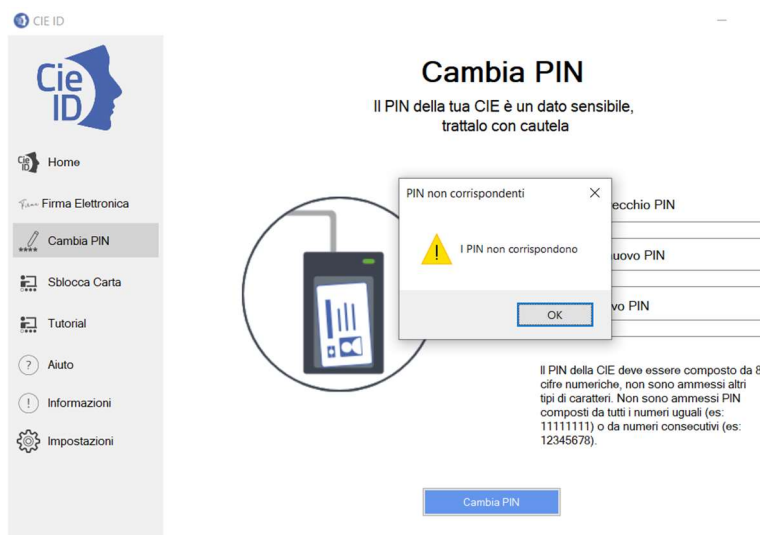 CIE ID
Cie
ID
Home
Firma Elettronica
Cambia PIN
Sblocca Carta
Tutorial
Aiuto
Informazioni
Impostazioni
Cambia PIN
Il PIN della tua CIE è un dato sensibile,
trattalo con cautela
PIN non corrispondenti
I PIN non corrispondono
OK
ecchio PIN
uovo PIN
vo PIN
Il PIN della CIE deve essere composto da 8
cifre numeriche, non sono ammessi altri
tipi di caratteri. Non sono ammessi PIN
composti da tutti i numeri uguali (es:
11111111) o da numeri consecutivi (es:
12345678).
Cambia PIN